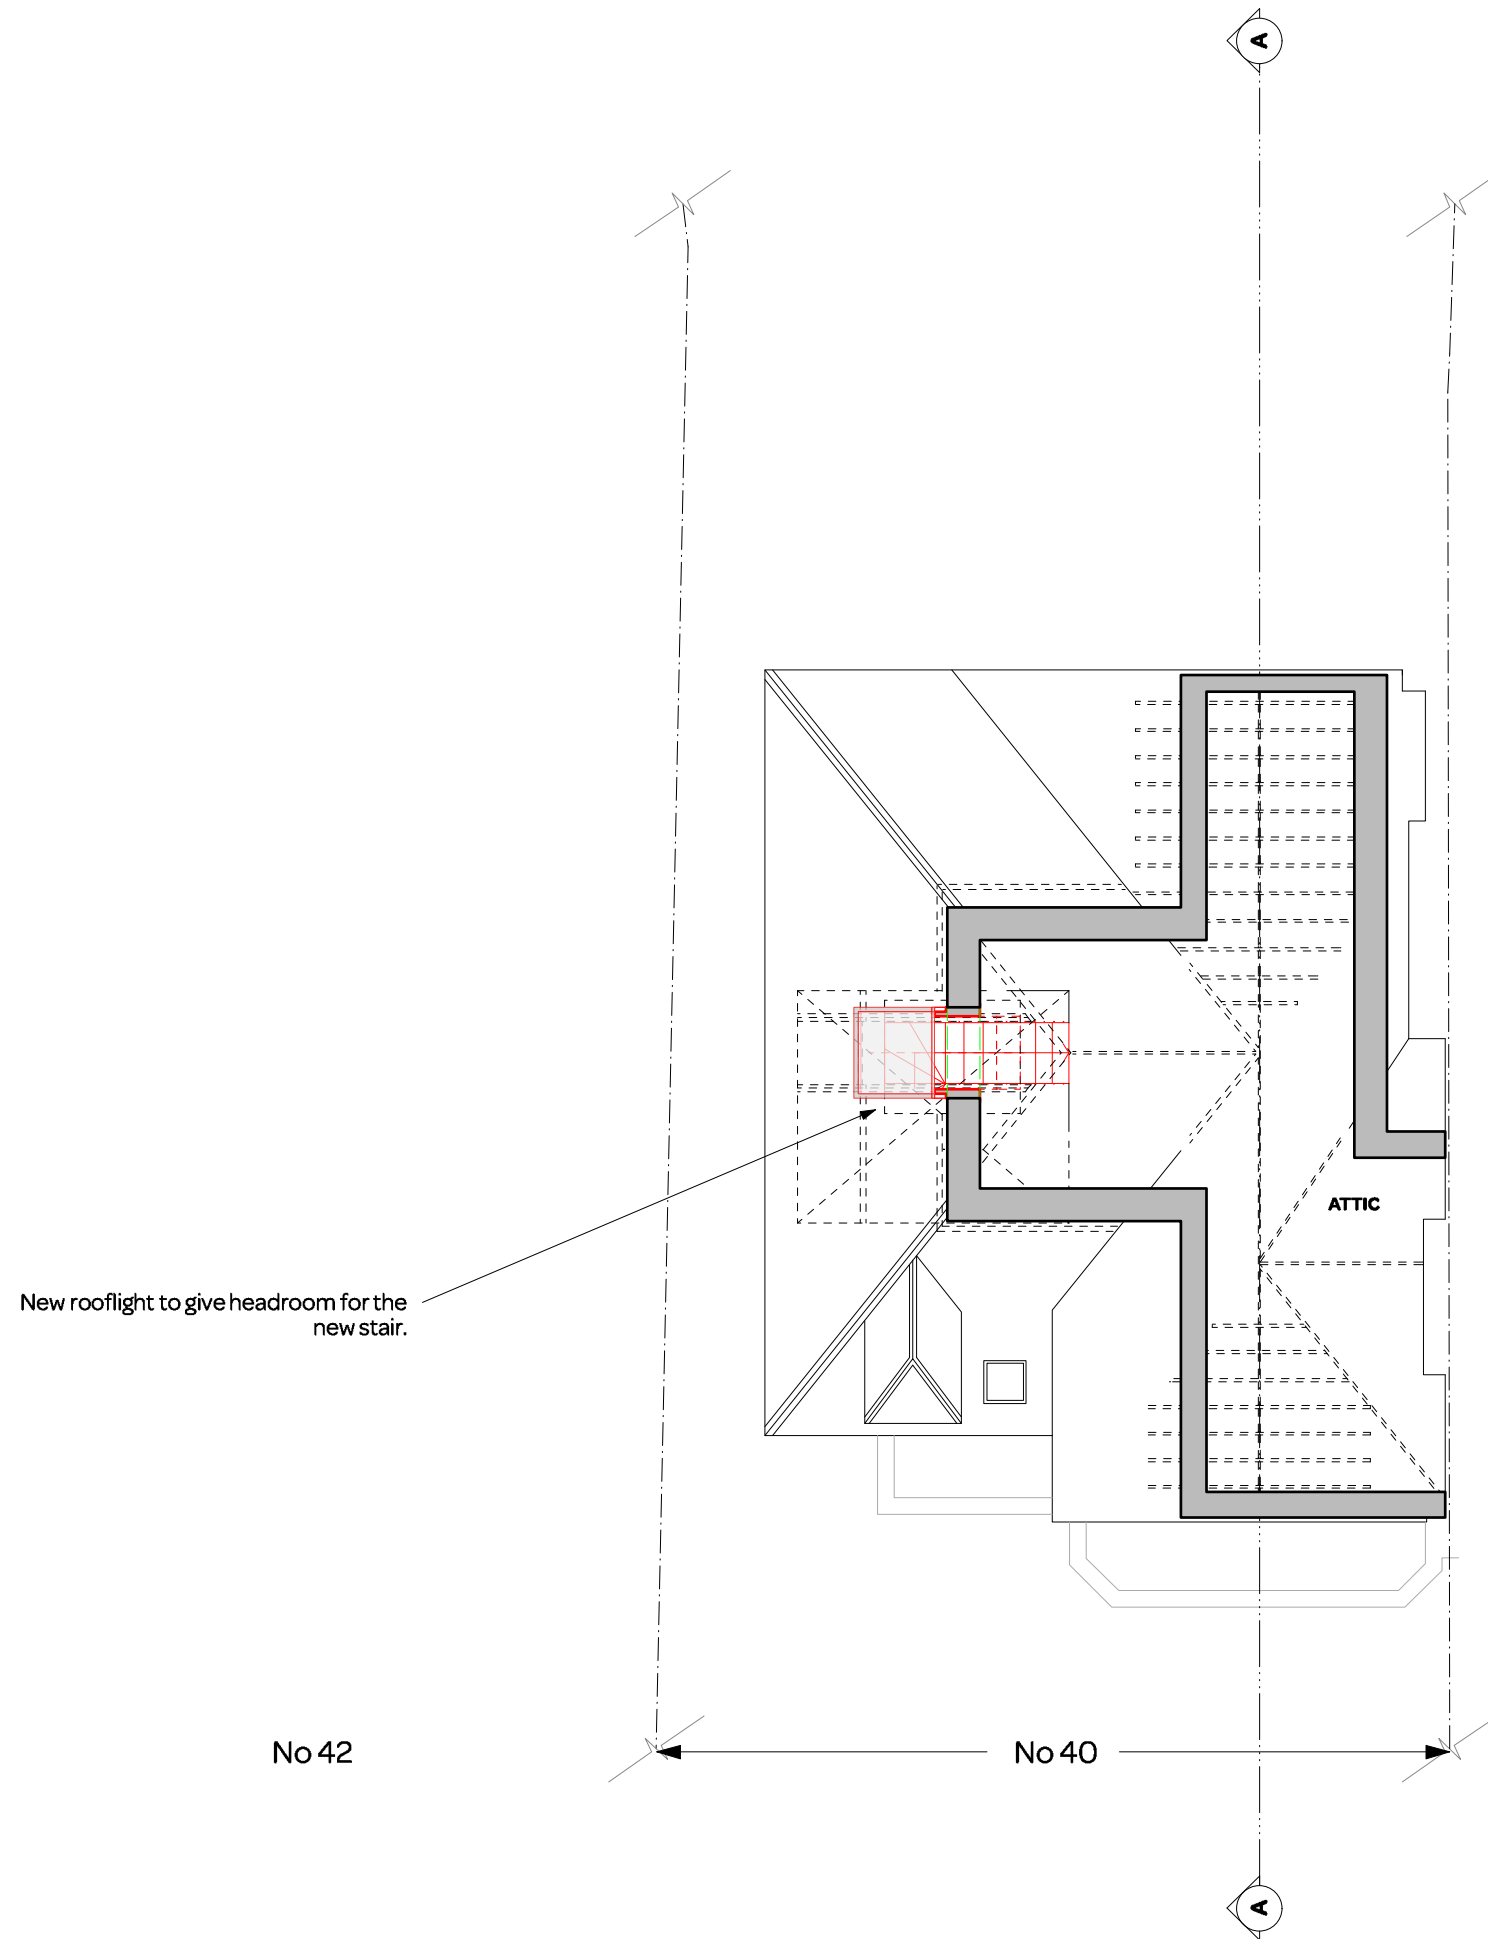 A
ATTIC
New rooflight to give headroom for the
new stair.
No 42
No 40
A